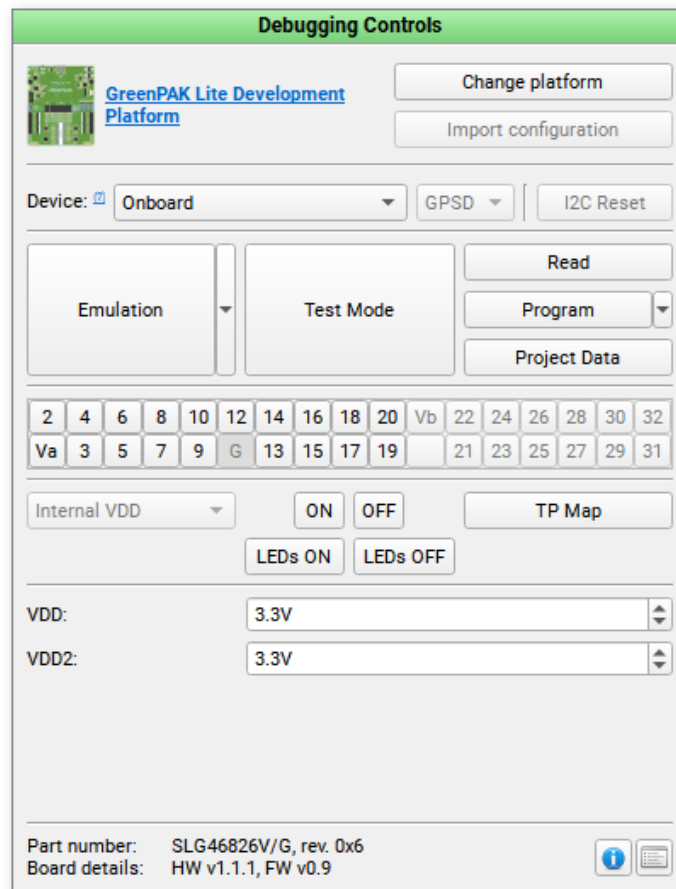 Debugging Controls
GreenPAK Lite Development
Platform
Change platform
Import configuration
Device: [?] Onboard GPSD I2C Reset
Emulation Test Mode Read
Program
Project Data
2 4 6 8 10 12 14 16 18 20 Vb 22 24 26 28 30 32
Va 3 5 7 9 G 13 15 17 19 21 23 25 27 29 31
Internal VDD ON OFF TP Map
LEDs ON LEDs OFF
VDD: 3.3V
VDD2: 3.3V
Part number: SLG46826V/G, rev. 0x6
Board details: HW v1.1.1, FW v0.9